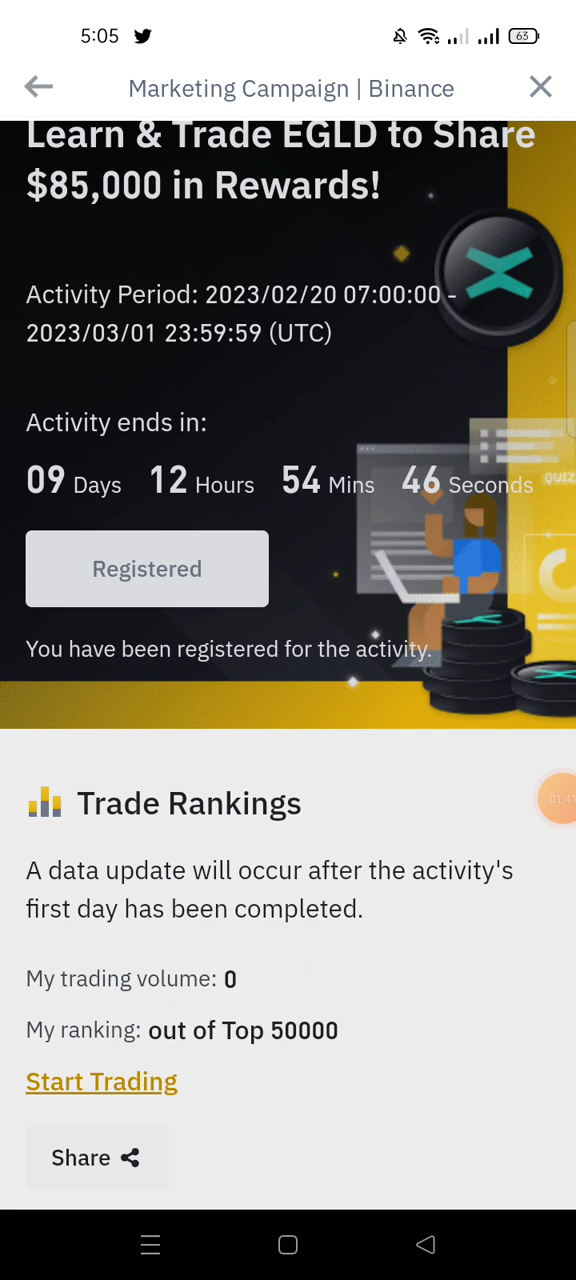 5:05
63
Marketing Campaign | Binance
Learn & Trade EGLD to Share
$85,000 in Rewards!
Activity Period: 2023/02/20 07:00:00 -
2023/03/01 23:59:59 (UTC)
Activity ends in:
09 Days 12 Hours 54 Mins 46 Seconds
QUIZ
Registered
You have been registered for the activity.
Trade Rankings
01:41
A data update will occur after the activity's
first day has been completed.
My trading volume: 0
My ranking: out of Top 50000
Start Trading
Share